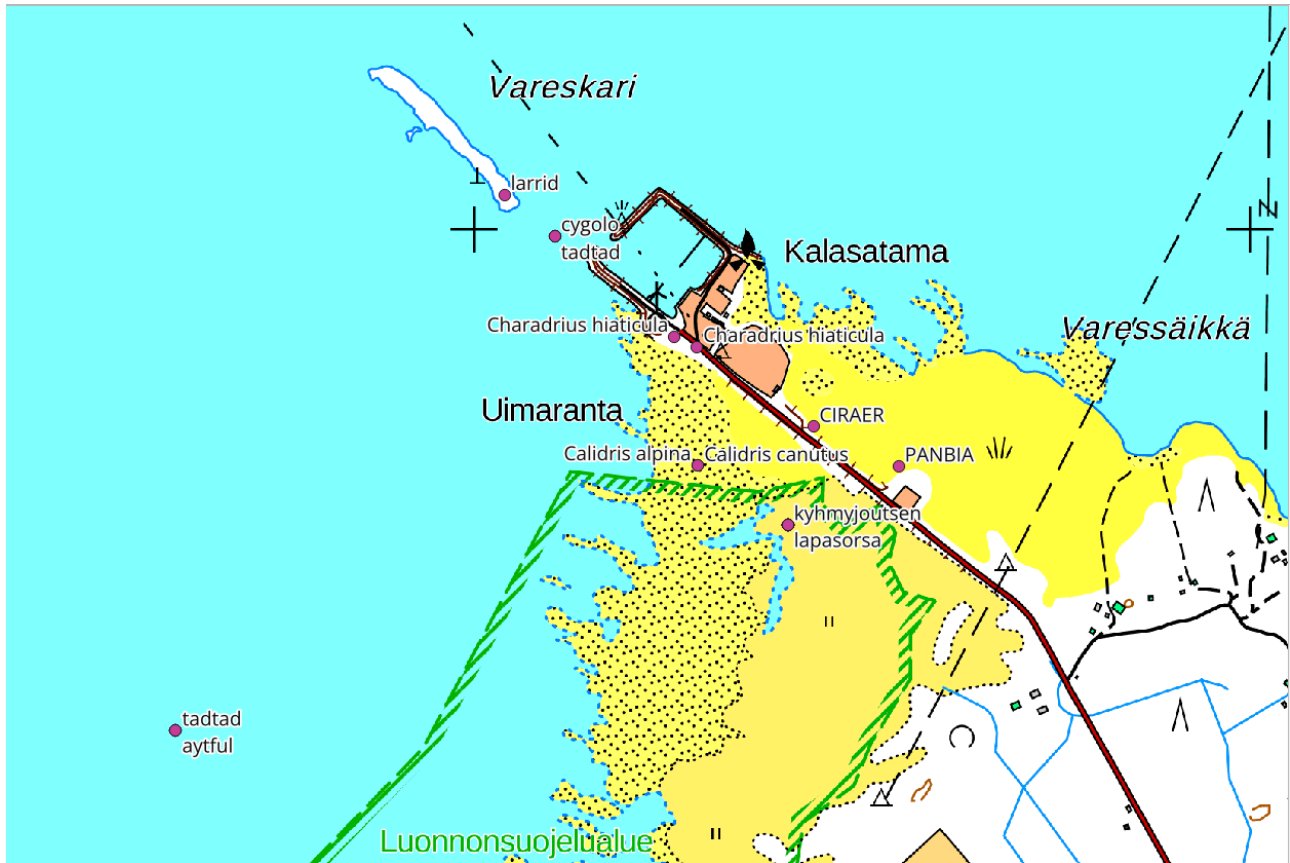 Vareskari
larrid
cygolo
tadtad
Kalasatama
Charadrius hiaticula
Charadrius hiaticula
Varessäikkä
Uimaranta
CIRAER
Calidris alpina
Calidris canutus
PANBIA
kyhmyjoutsen
lapasorsa
tadtad
aytful
Luonnonsuojelualue